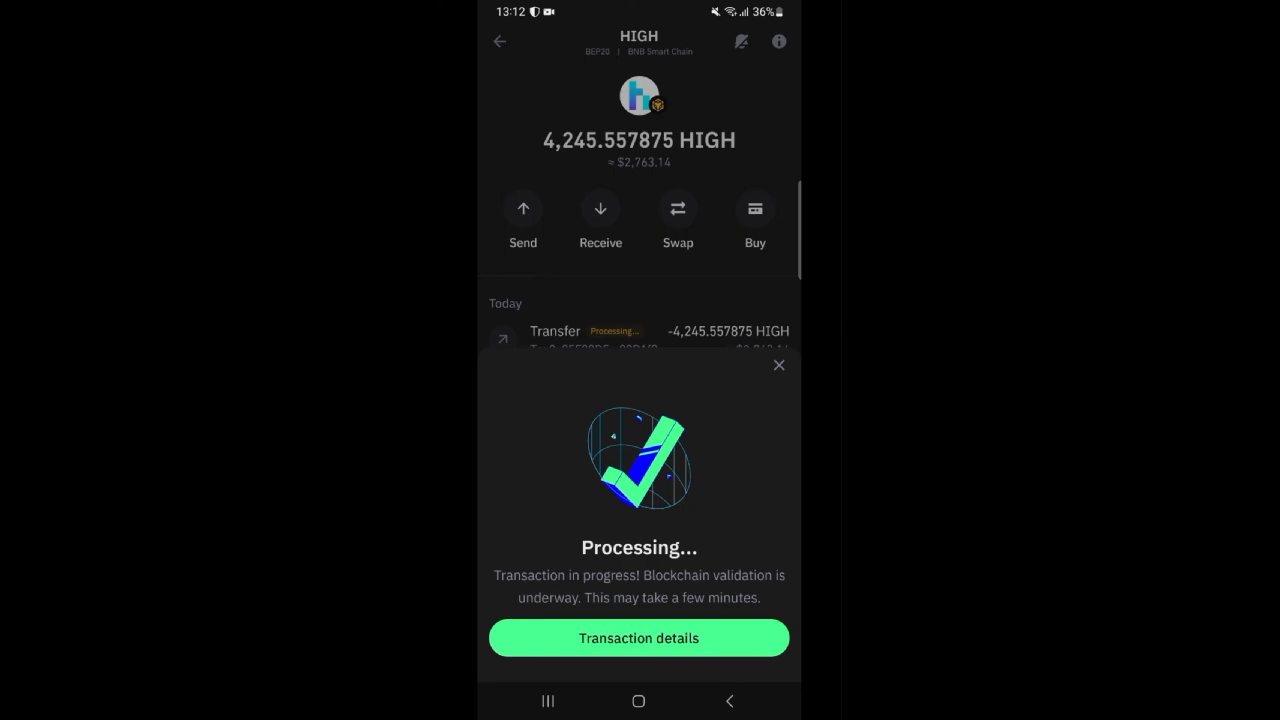 13:12 36%
HIGH
BEP20 | BNB Smart Chain
4,245.557875 HIGH
≈ $2,763.14
Send Receive Swap Buy
Today
Transfer Processing... -4,245.557875 HIGH
Processing...
Transaction in progress! Blockchain validation is
underway. This may take a few minutes.
Transaction details